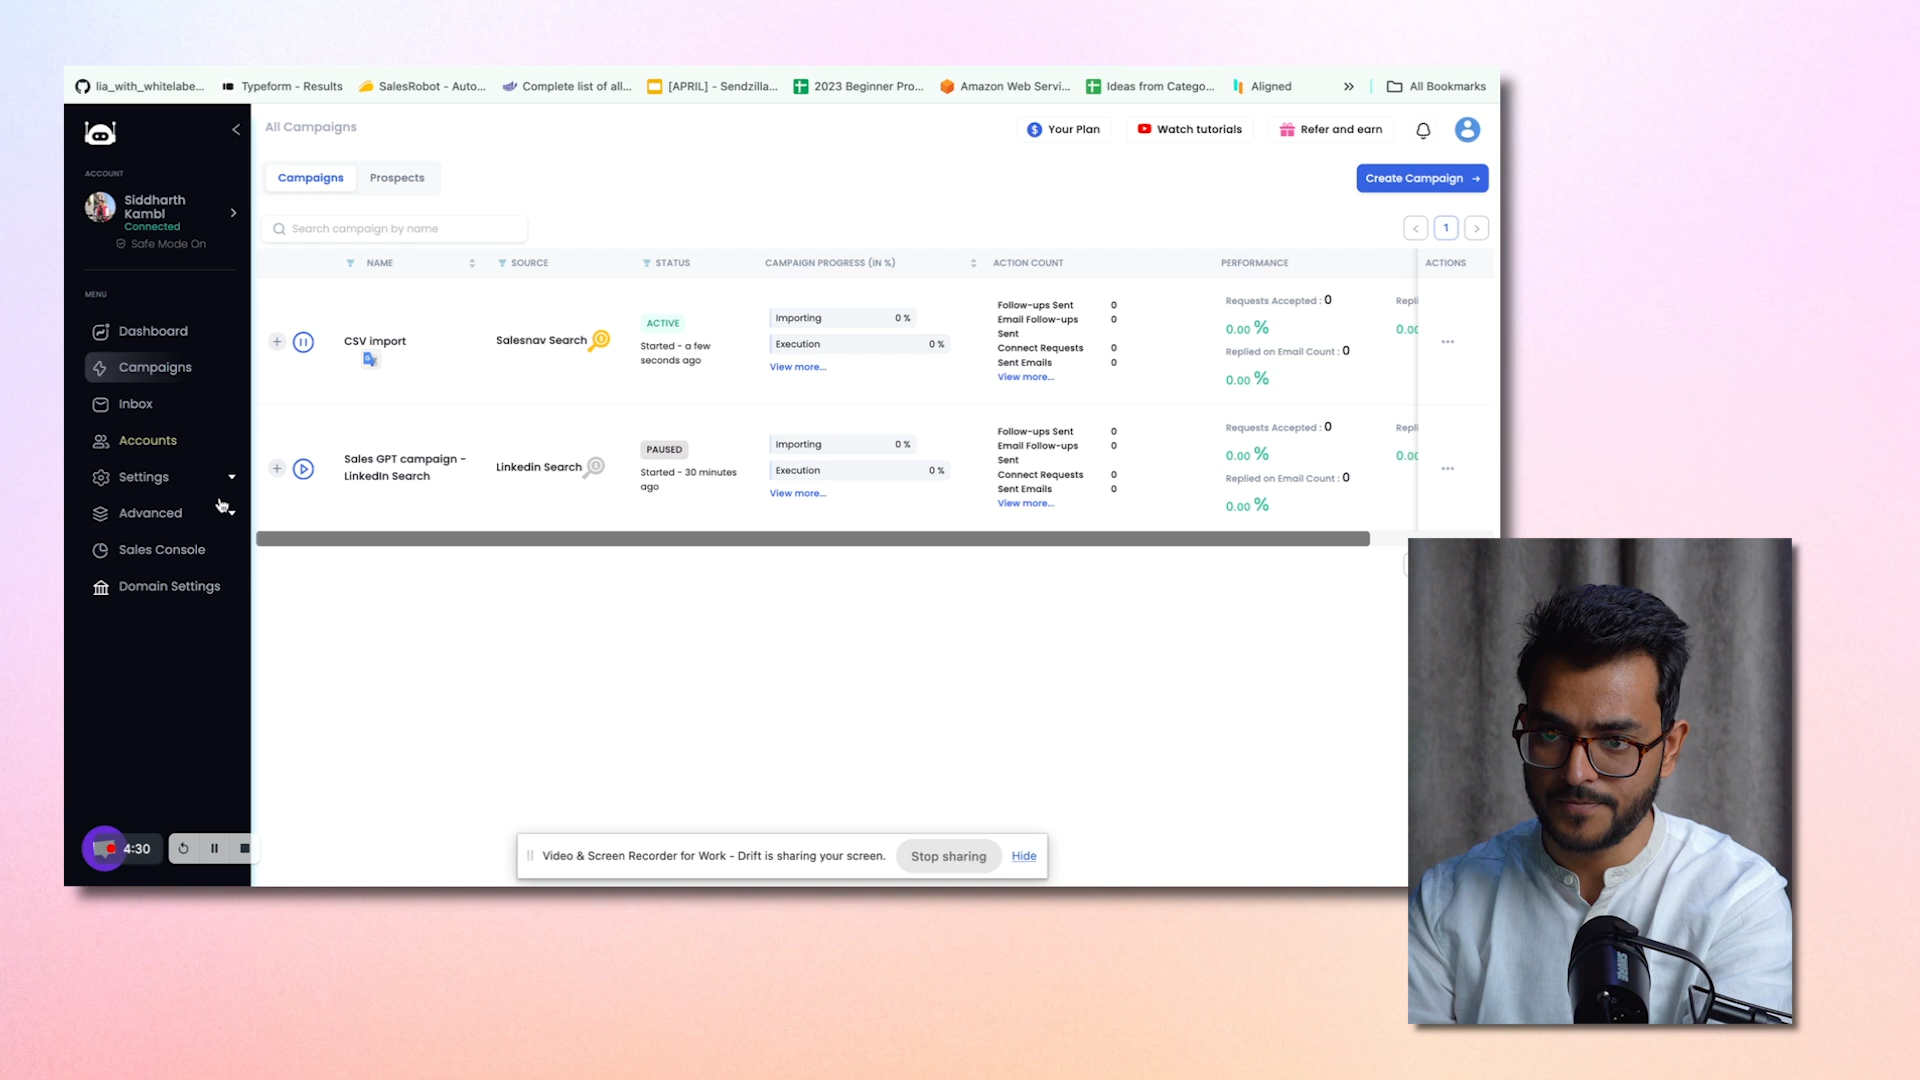 lia_with_whitelabe...
Typeform - Results
SalesRobot - Auto...
Complete list of all...
[APRIL] - Sendzilla...
2023 Beginner Pro...
Amazon Web Servi...
Ideas from Catego...
Aligned
All Bookmarks
All Campaigns
Your Plan
Watch tutorials
Refer and earn
ACCOUNT
Siddharth
Kambl
Connected
Safe Mode On
MENU
Dashboard
Campaigns
Inbox
Accounts
Settings
Advanced
Sales Console
Domain Settings
4:30
Campaigns
Prospects
Create Campaign →
Search campaign by name
< 1 >
NAME
SOURCE
STATUS
CAMPAIGN PROGRESS (IN %)
ACTION COUNT
PERFORMANCE
ACTIONS
CSV import
Salesnav Search
ACTIVE
Started - a few
seconds ago
Importing 0 %
Execution 0 %
View more...
Follow-ups Sent 0
Email Follow-ups 0
Sent
Connect Requests 0
Sent Emails 0
View more...
Requests Accepted : 0
0.00 %
Replied on Email Count : 0
0.00 %
Repli
0.00
Sales GPT campaign -
LinkedIn Search
Linkedin Search
PAUSED
Started - 30 minutes
ago
Importing 0 %
Execution 0 %
View more...
Follow-ups Sent 0
Email Follow-ups 0
Sent
Connect Requests 0
Sent Emails 0
View more...
Requests Accepted : 0
0.00 %
Replied on Email Count : 0
0.00 %
Repli
0.00
Video & Screen Recorder for Work - Drift is sharing your screen.
Stop sharing
Hide
SHURE